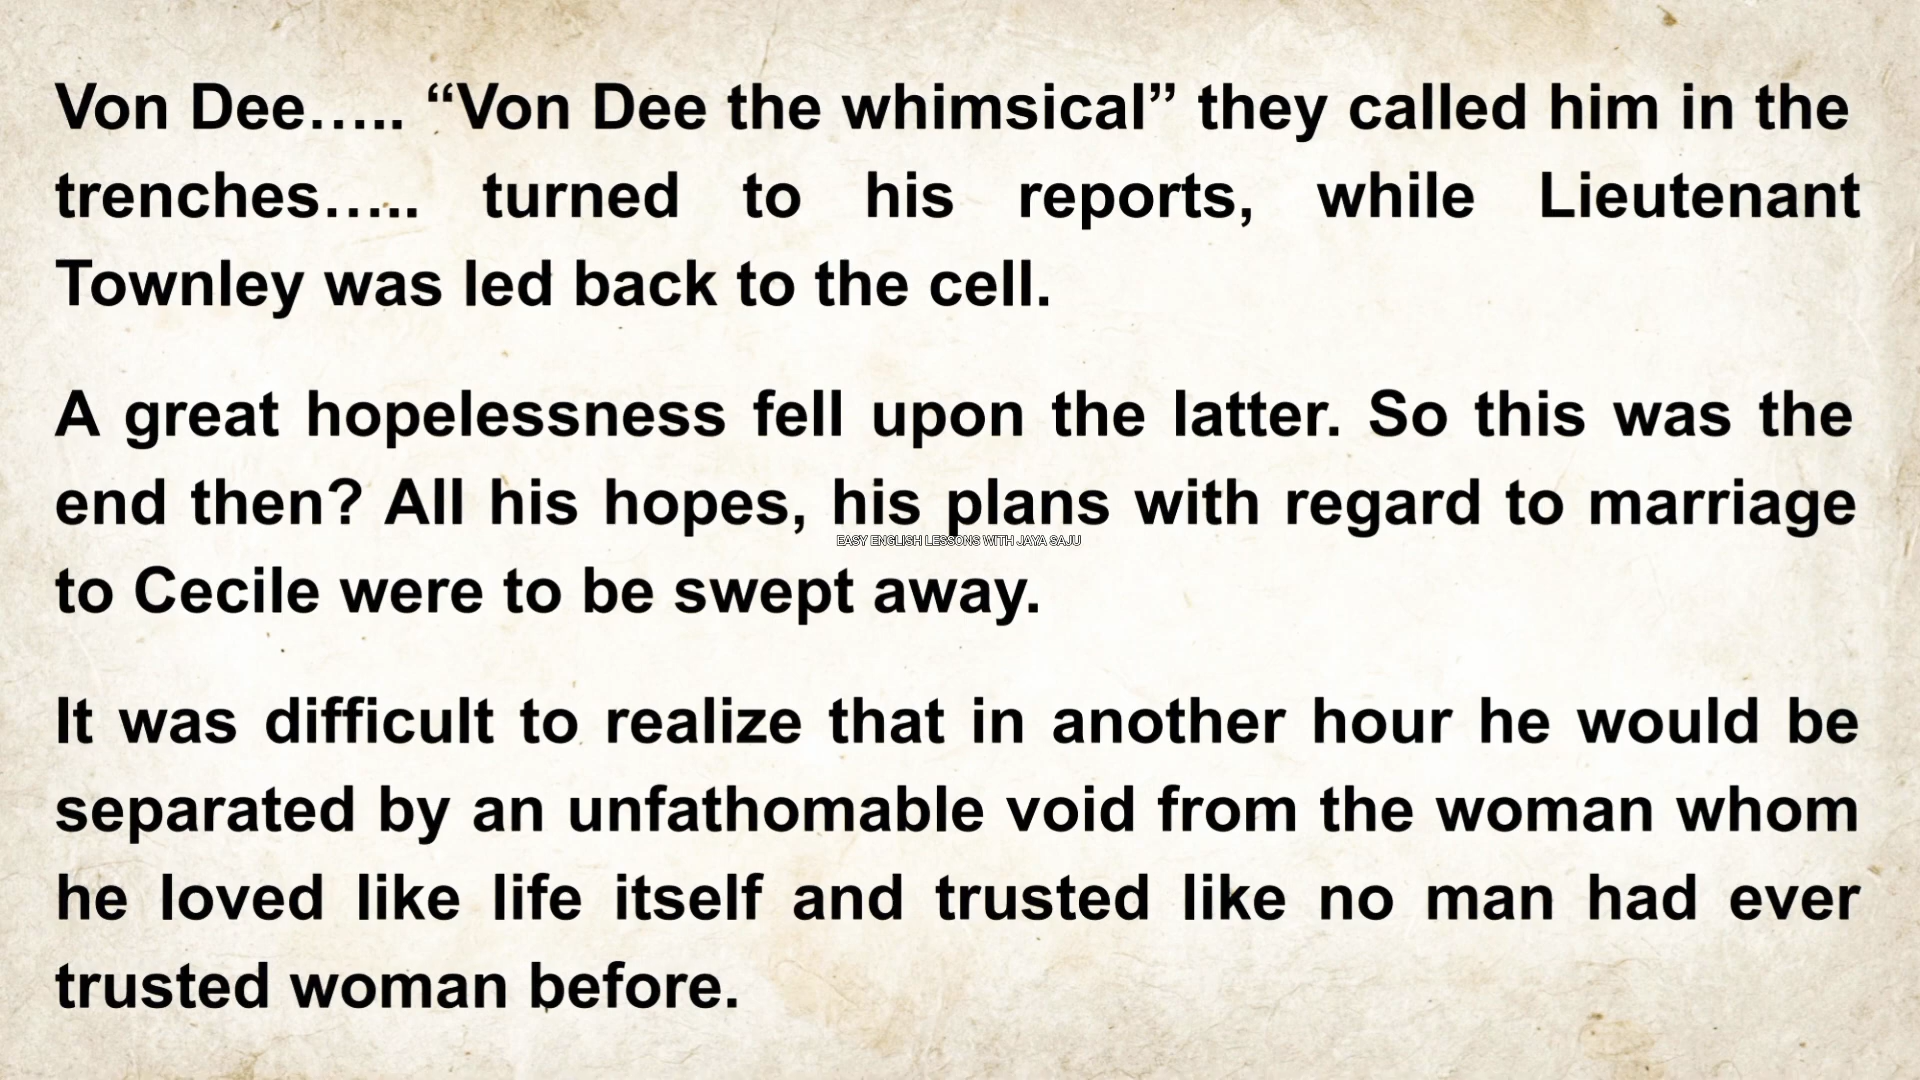 Von Dee….. “Von Dee the whimsical” they called him in the
trenches….. turned to his reports, while Lieutenant
Townley was led back to the cell.
A great hopelessness fell upon the latter. So this was the
end then? All his hopes, his plans with regard to marriage
EASY ENGLISH LESSONS WITH JAYA SAJU
to Cecile were to be swept away.
It was difficult to realize that in another hour he would be
separated by an unfathomable void from the woman whom
he loved like life itself and trusted like no man had ever
trusted woman before.